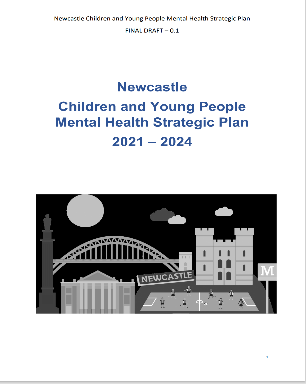 Newcastle Children and Young People Mental Health Strategic Plan
FINAL DRAFT – 0.1
Newcastle
Children and Young People
Mental Health Strategic Plan
2021 – 2024
NEWCASTLE
M